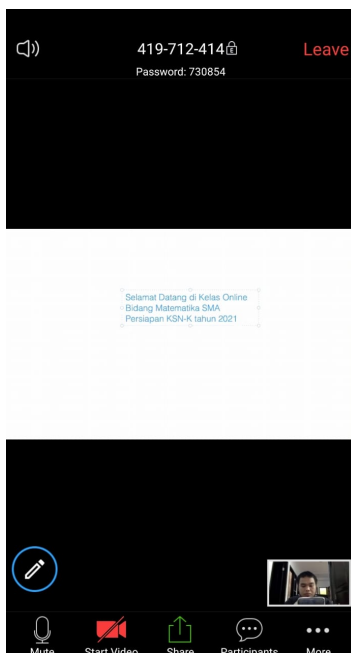 419-712-414
Leave
Password: 730854
Selamat Datang di Kelas Online
Bidang Matematika SMA
Persiapan KSN-K tahun 2021
Mute
Start Video
Share
Participants
More